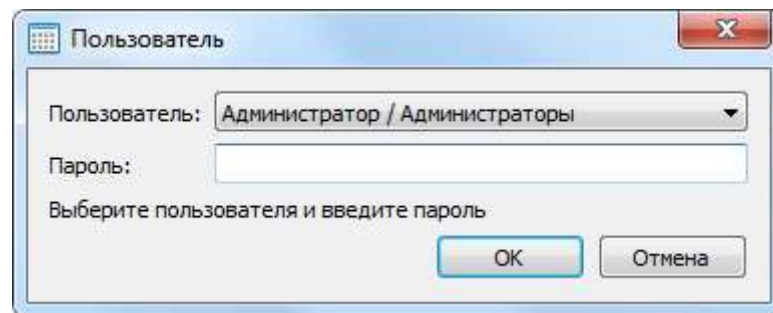 Пользователь
Пользователь: Администратор / Администраторы
Пароль:
Выберите пользователя и введите пароль
OK Отмена